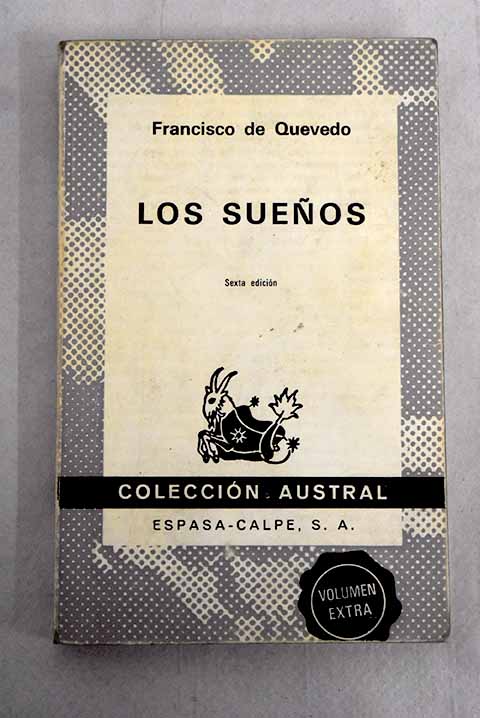 Francisco de Quevedo
LOS SUEÑOS
Sexta edición
COLECCIÓN AUSTRAL
ESPASA-CALPE, S. A.
VOLUMEN
EXTRA